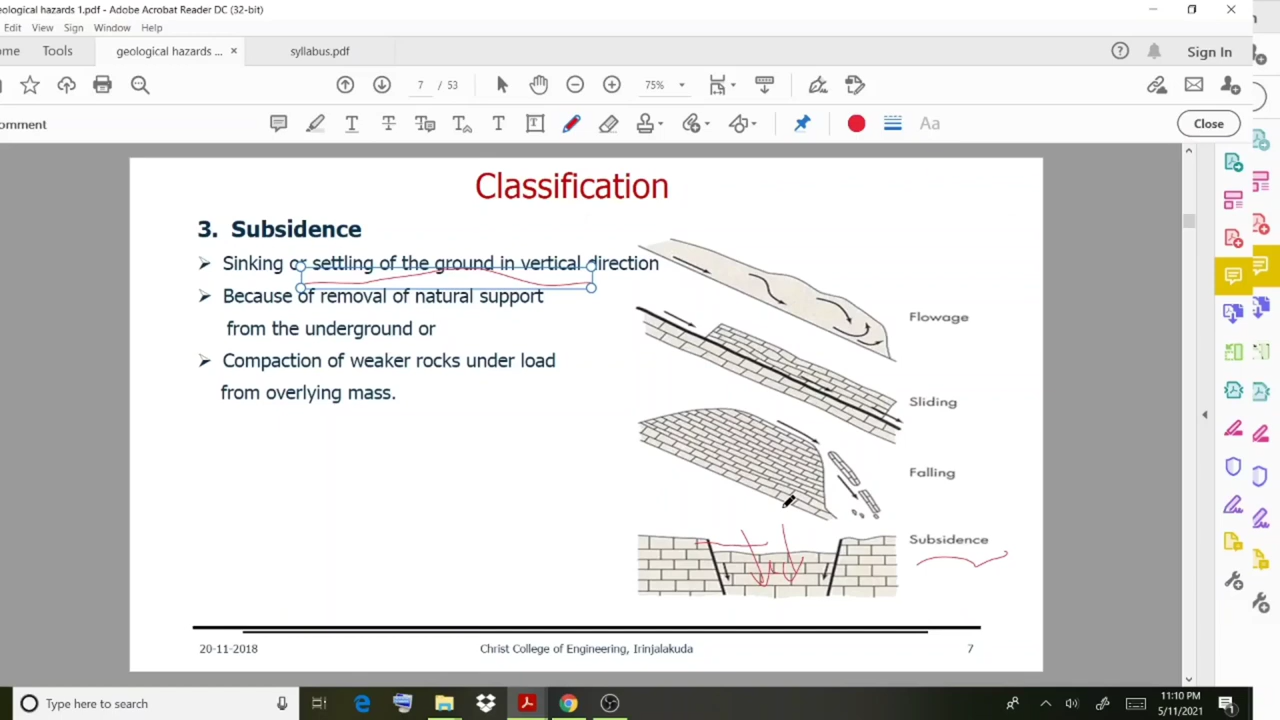 eological hazards 1.pdf - Adobe Acrobat Reader DC (32-bit)
Edit View Sign Window Help
ome Tools geological hazards ... × syllabus.pdf Sign In
7 / 53 75%
omment Aa Close
Classification
3. Subsidence
Sinking or settling of the ground in vertical direction
Because of removal of natural support
from the underground or
Compaction of weaker rocks under load
from overlying mass.
Flowage
Sliding
Falling
Subsidence
20-11-2018 Christ College of Engineering, Irinjalakuda 7
Type here to search
11:10 PM
5/11/2021
1